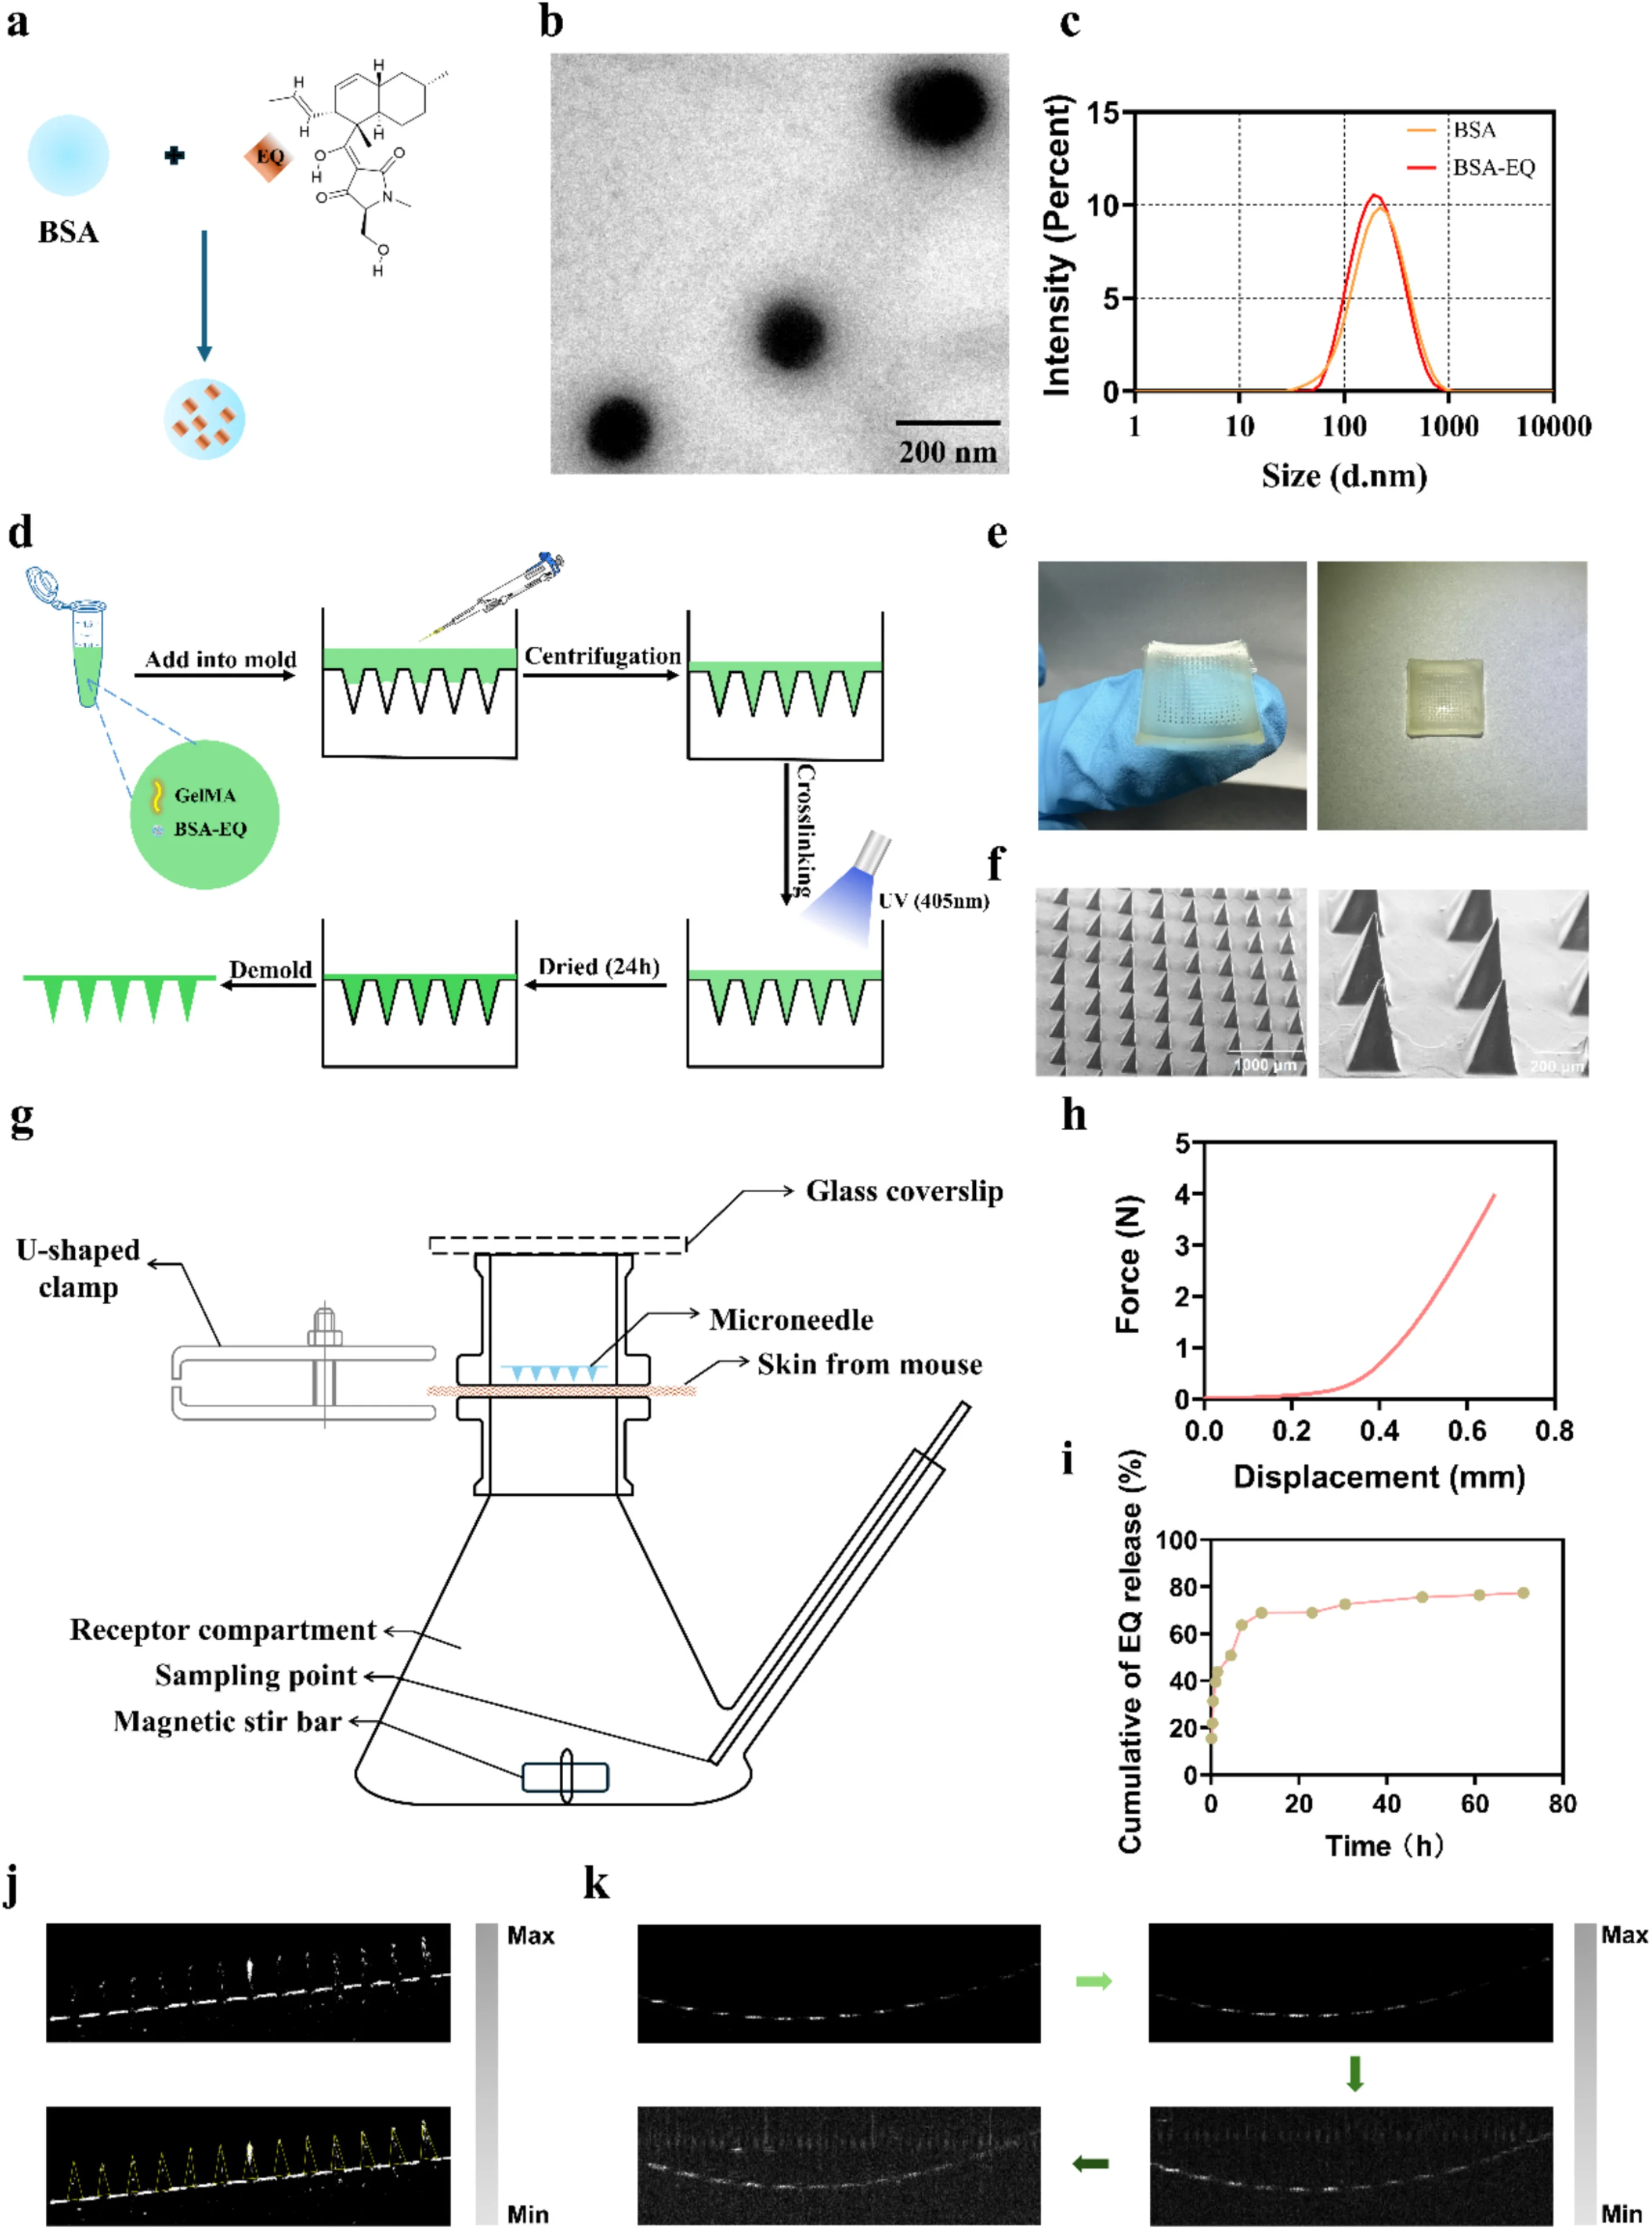 a
BSA
EQ
H
H
H
H
O
H
O
O
N
O
H
b
200 nm
c
Intensity (Percent)
15
10
5
0
BSA
BSA-EQ
1 10 100 1000 10000
Size (d.nm)
d
Add into mold
Centrifugation
GelMA
BSA-EQ
Crosslinking
UV (405nm)
Dried (24h)
Demold
e
f
1000 μm
200 μm
g
Glass coverslip
U-shaped
clamp
Microneedle
Skin from mouse
Receptor compartment
Sampling point
Magnetic stir bar
h
Force (N)
5
4
3
2
1
0
0.0 0.2 0.4 0.6 0.8
Displacement (mm)
i
Cumulative of EQ release (%)
100
80
60
40
20
0
0 20 40 60 80
Time (h)
j
Max
Min
k
Max
Min